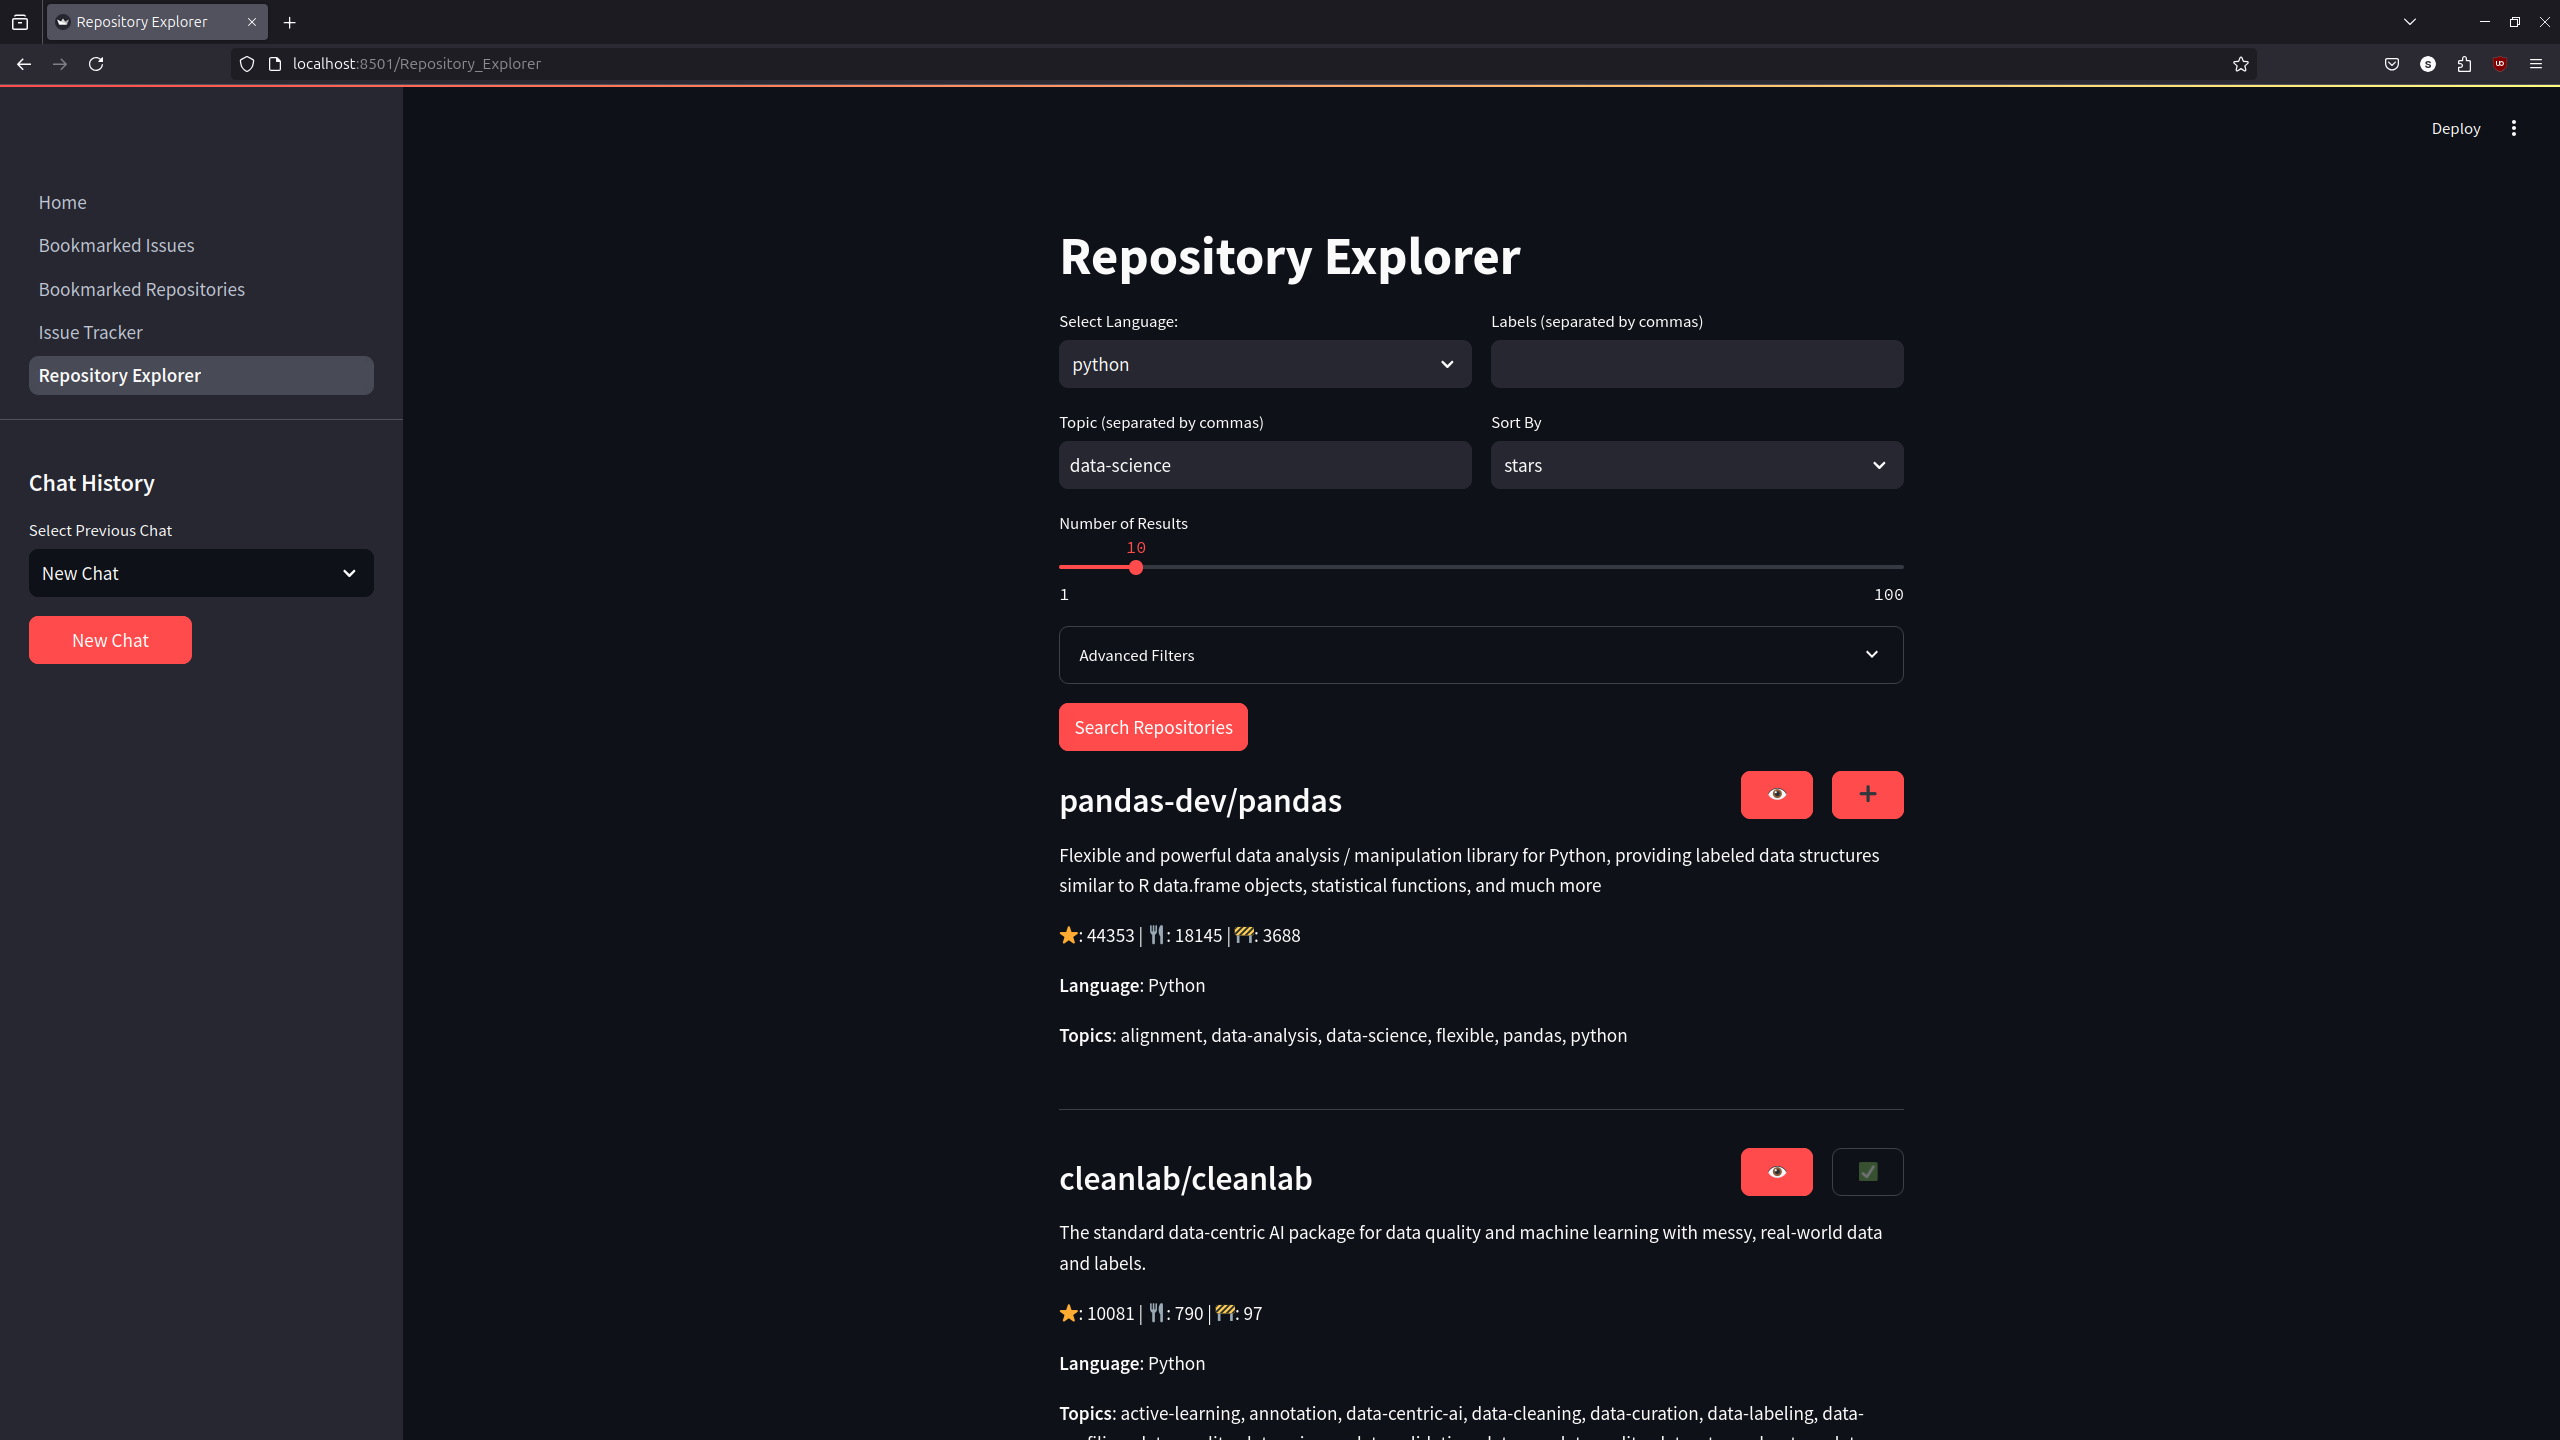 Repository Explorer
localhost:8501/Repository_Explorer
Deploy
Home
Bookmarked Issues
Bookmarked Repositories
Issue Tracker
Repository Explorer
Chat History
Select Previous Chat
New Chat
New Chat
Repository Explorer
Select Language:
Labels (separated by commas)
python
Topic (separated by commas)
Sort By
data-science
stars
Number of Results
10
1
100
Advanced Filters
Search Repositories
pandas-dev/pandas
Flexible and powerful data analysis / manipulation library for Python, providing labeled data structures
similar to R data.frame objects, statistical functions, and much more
⭐: 44353 | 🍴: 18145 | 🚧: 3688
Language: Python
Topics: alignment, data-analysis, data-science, flexible, pandas, python
cleanlab/cleanlab
The standard data-centric AI package for data quality and machine learning with messy, real-world data
and labels.
⭐: 10081 | 🍴: 790 | 🚧: 97
Language: Python
Topics: active-learning, annotation, data-centric-ai, data-cleaning, data-curation, data-labeling, data-